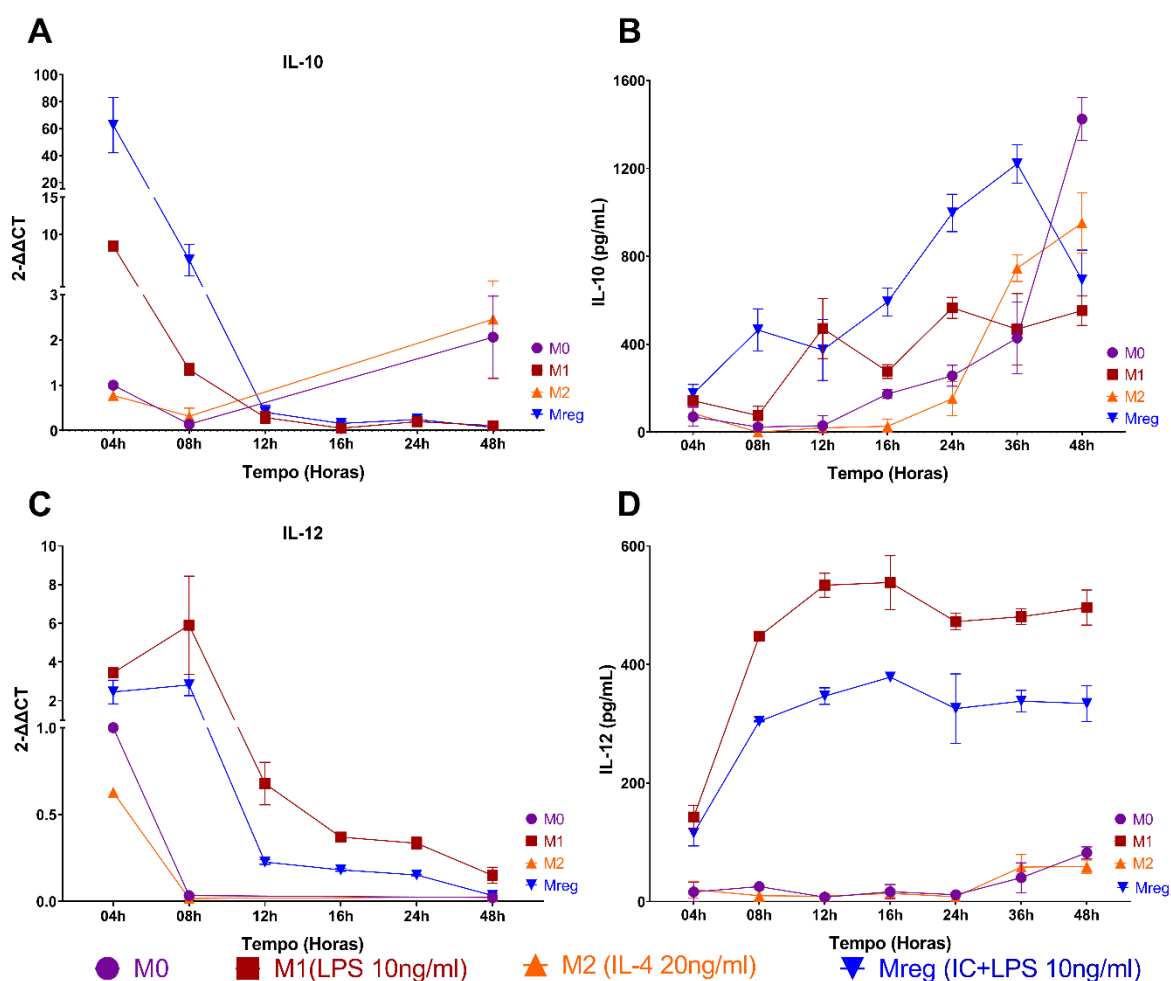 A
IL-10
2-ΔΔCT
100
80
60
40
20
15
10
3
2
1
0
04h 08h 12h 16h 24h 48h
Tempo (Horas)
M0
M1
M2
Mreg
B
IL-10 (pg/mL)
1600
1200
800
400
0
04h 08h 12h 16h 24h 36h 48h
Tempo (Horas)
M0
M1
M2
Mreg
C
IL-12
2-ΔΔCT
10
8
6
4
2
1.0
0.5
0.0
04h 08h 12h 16h 24h 48h
Tempo (Horas)
M0
M1
M2
Mreg
D
IL-12 (pg/mL)
600
400
200
0
04h 08h 12h 16h 24h 36h 48h
Tempo (Horas)
M0
M1
M2
Mreg
M0 M1(LPS 10ng/ml) M2 (IL-4 20ng/ml) Mreg (IC+LPS 10ng/ml)